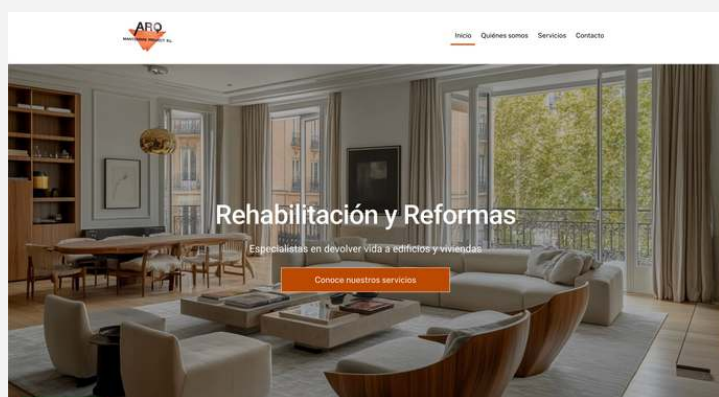 ARQ
Inicio Quiénes somos Servicios Contacto
Rehabilitación y Reformas
Especialistas en devolver vida a edificios y viviendas
Conoce nuestros servicios